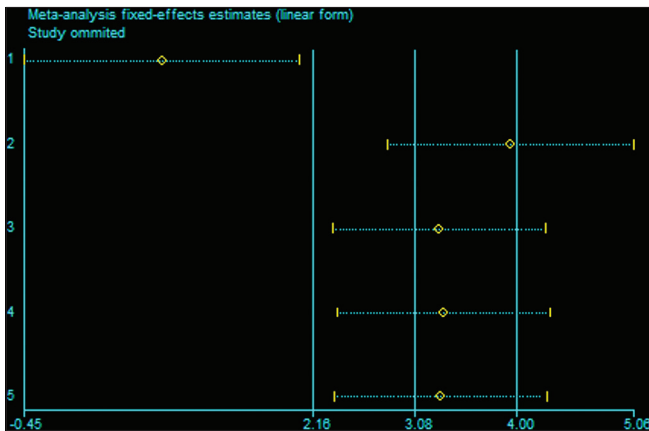 Meta-analysis fixed-effects estimates (linear form)
Study ommited
1
2
3
4
5
-0.45 2.16 3.08 4.00 5.06